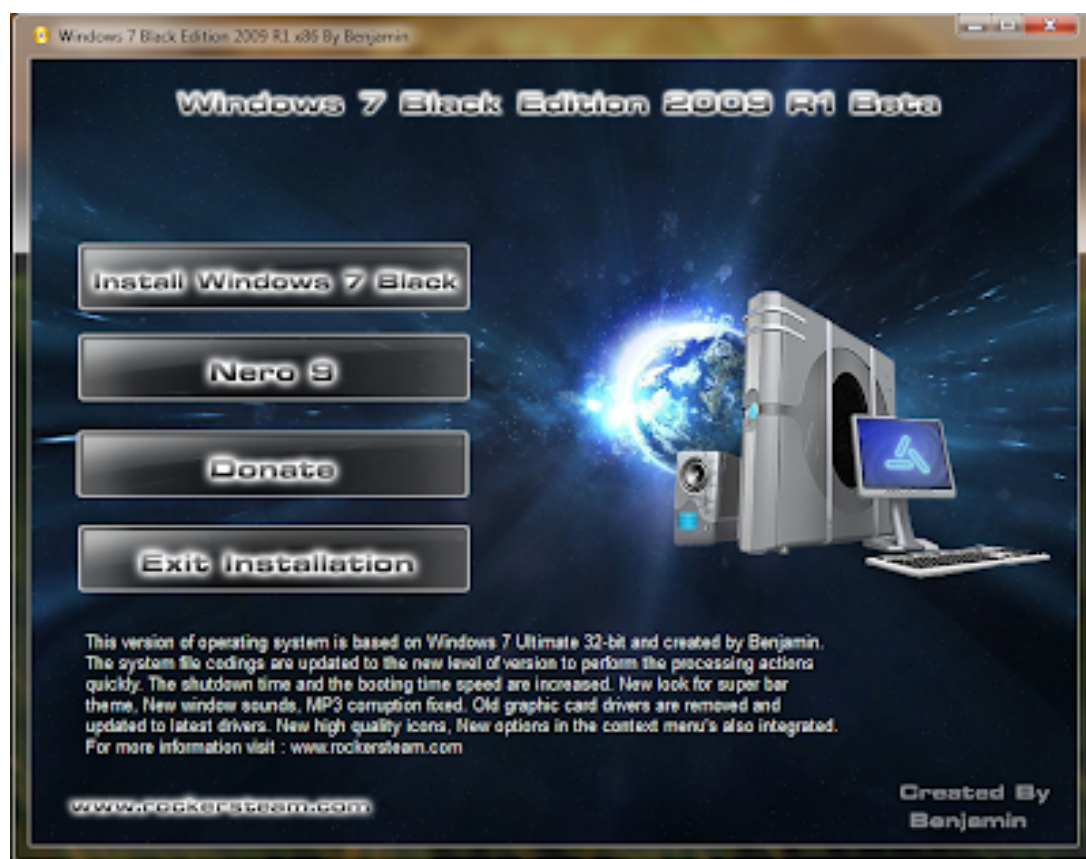 Windows 7 Black Edition 2009 R1 x86 By Benjamin
Windows 7 Black Edition 2009 R1 Beta
Install Windows 7 Black
Nero 9
Donate
Exit Installation
This version of operating system is based on Windows 7 Ultimate 32-bit and created by Benjamin.
The system file codings are updated to the new level of version to perform the processing actions
quickly. The shutdown time and the booting time speed are increased. New look for super bar
theme, New window sounds, MP3 corruption fixed. Old graphic card drivers are removed and
updated to latest drivers. New high quality icons, New options in the context menu's also integrated.
For more information visit : www.rockersteam.com
www.rockersteam.com
Created By
Benjamin